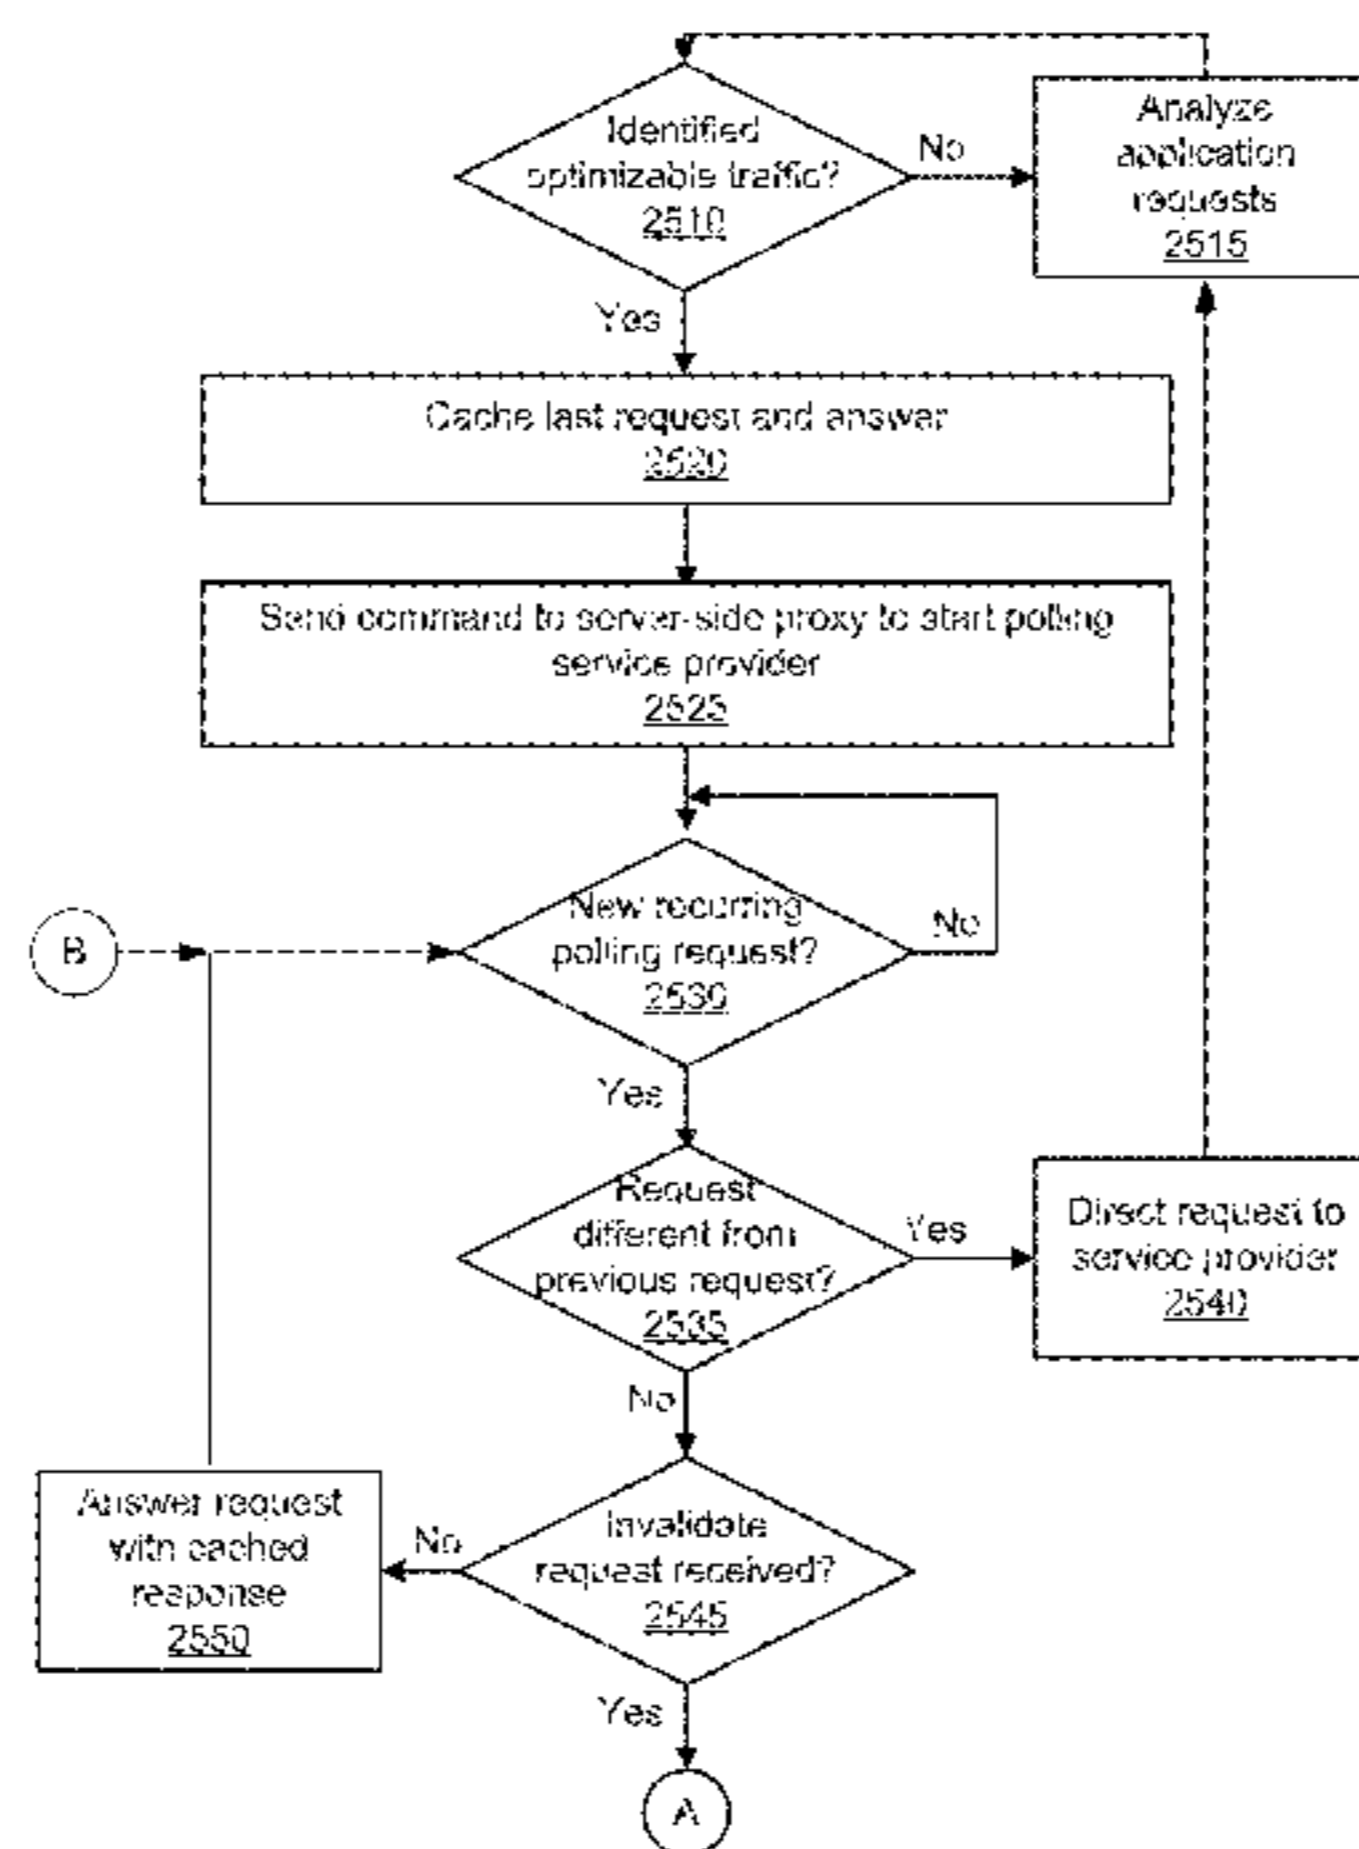 Identified
optimizable traffic?
2510
No
Analyze
application
requests
2515
Yes
Cache last request and answer
2520
Send command to server-side proxy to start polling
service provider
2525
New recurring
polling request?
2530
No
B
Yes
Request
different from
previous request?
2535
Yes
Direct request to
service provider
2540
No
Invalidate
request received?
2545
No
Answer request
with cached
response
2550
Yes
A